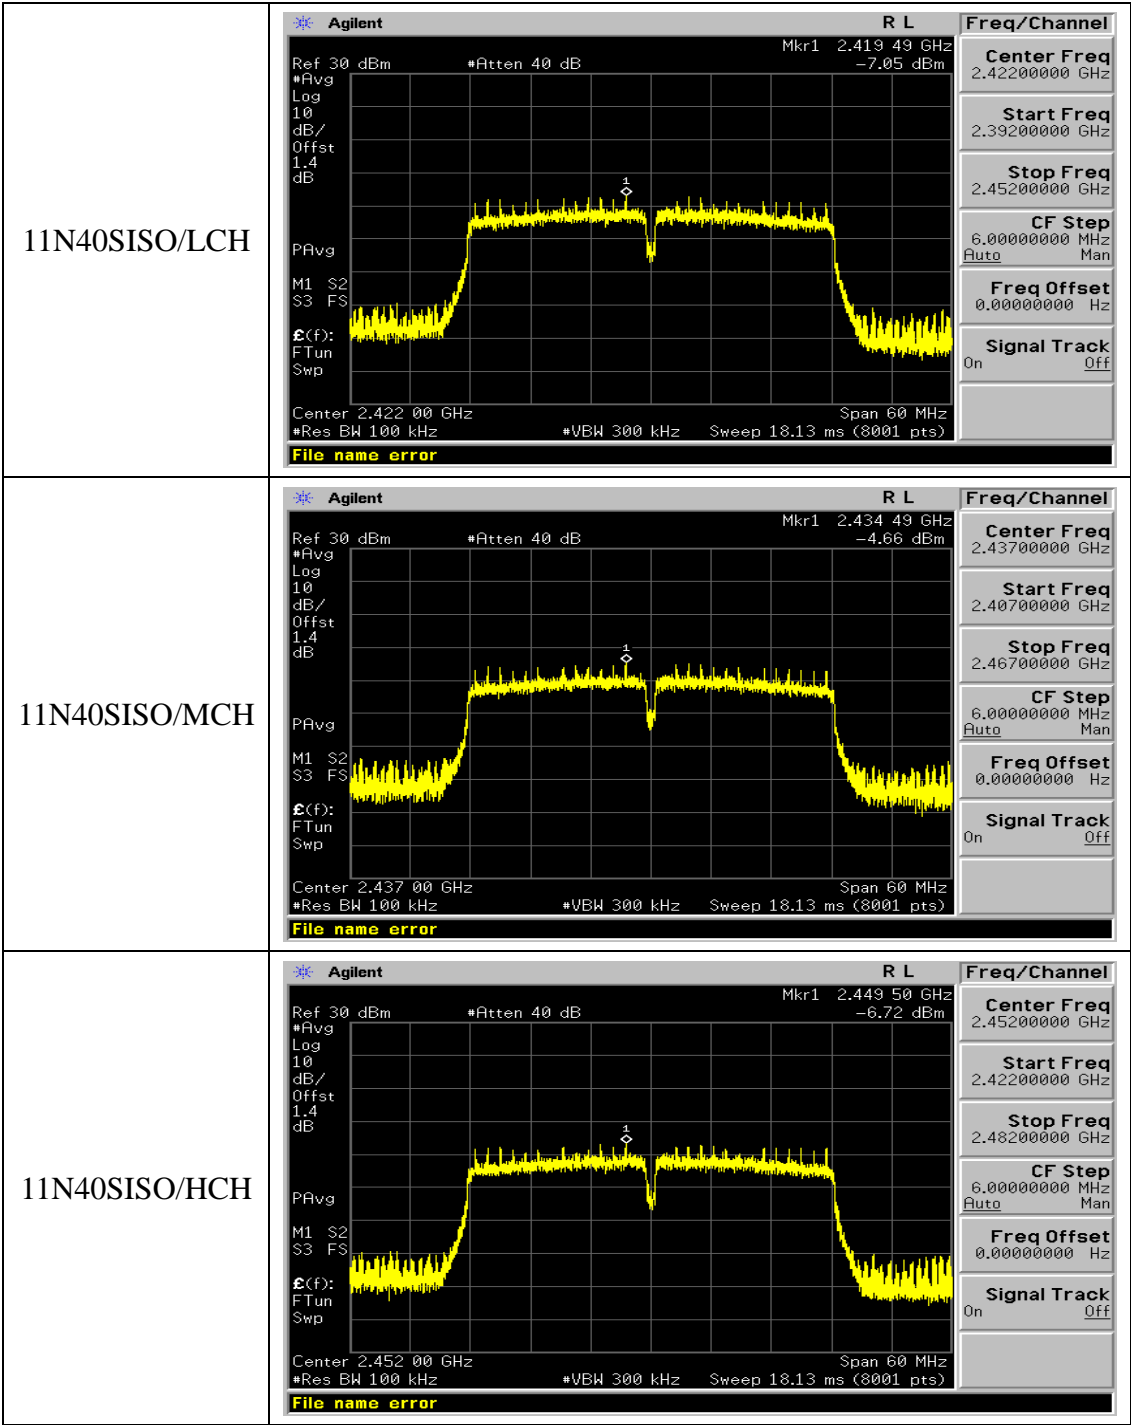 11N40SISO/LCH
Agilent R L Freq/Channel
Mkr1 2.419 49 GHz
Ref 30 dBm #Atten 40 dB -7.05 dBm
#Avg
Log
10
dB/
Offst
1.4
dB
1
PAvg
M1 S2
S3 FS
£(f):
FTun
Swp
Center 2.422 00 GHz Span 60 MHz
#Res BW 100 kHz #VBW 300 kHz Sweep 18.13 ms (8001 pts)
File name error
Center Freq
2.42200000 GHz
Start Freq
2.39200000 GHz
Stop Freq
2.45200000 GHz
CF Step
6.00000000 MHz
Auto Man
Freq Offset
0.00000000 Hz
Signal Track
On Off
11N40SISO/MCH
Agilent R L Freq/Channel
Mkr1 2.434 49 GHz
Ref 30 dBm #Atten 40 dB -4.66 dBm
#Avg
Log
10
dB/
Offst
1.4
dB
1
PAvg
M1 S2
S3 FS
£(f):
FTun
Swp
Center 2.437 00 GHz Span 60 MHz
#Res BW 100 kHz #VBW 300 kHz Sweep 18.13 ms (8001 pts)
File name error
Center Freq
2.43700000 GHz
Start Freq
2.40700000 GHz
Stop Freq
2.46700000 GHz
CF Step
6.00000000 MHz
Auto Man
Freq Offset
0.00000000 Hz
Signal Track
On Off
11N40SISO/HCH
Agilent R L Freq/Channel
Mkr1 2.449 50 GHz
Ref 30 dBm #Atten 40 dB -6.72 dBm
#Avg
Log
10
dB/
Offst
1.4
dB
1
PAvg
M1 S2
S3 FS
£(f):
FTun
Swp
Center 2.452 00 GHz Span 60 MHz
#Res BW 100 kHz #VBW 300 kHz Sweep 18.13 ms (8001 pts)
File name error
Center Freq
2.45200000 GHz
Start Freq
2.42200000 GHz
Stop Freq
2.48200000 GHz
CF Step
6.00000000 MHz
Auto Man
Freq Offset
0.00000000 Hz
Signal Track
On Off